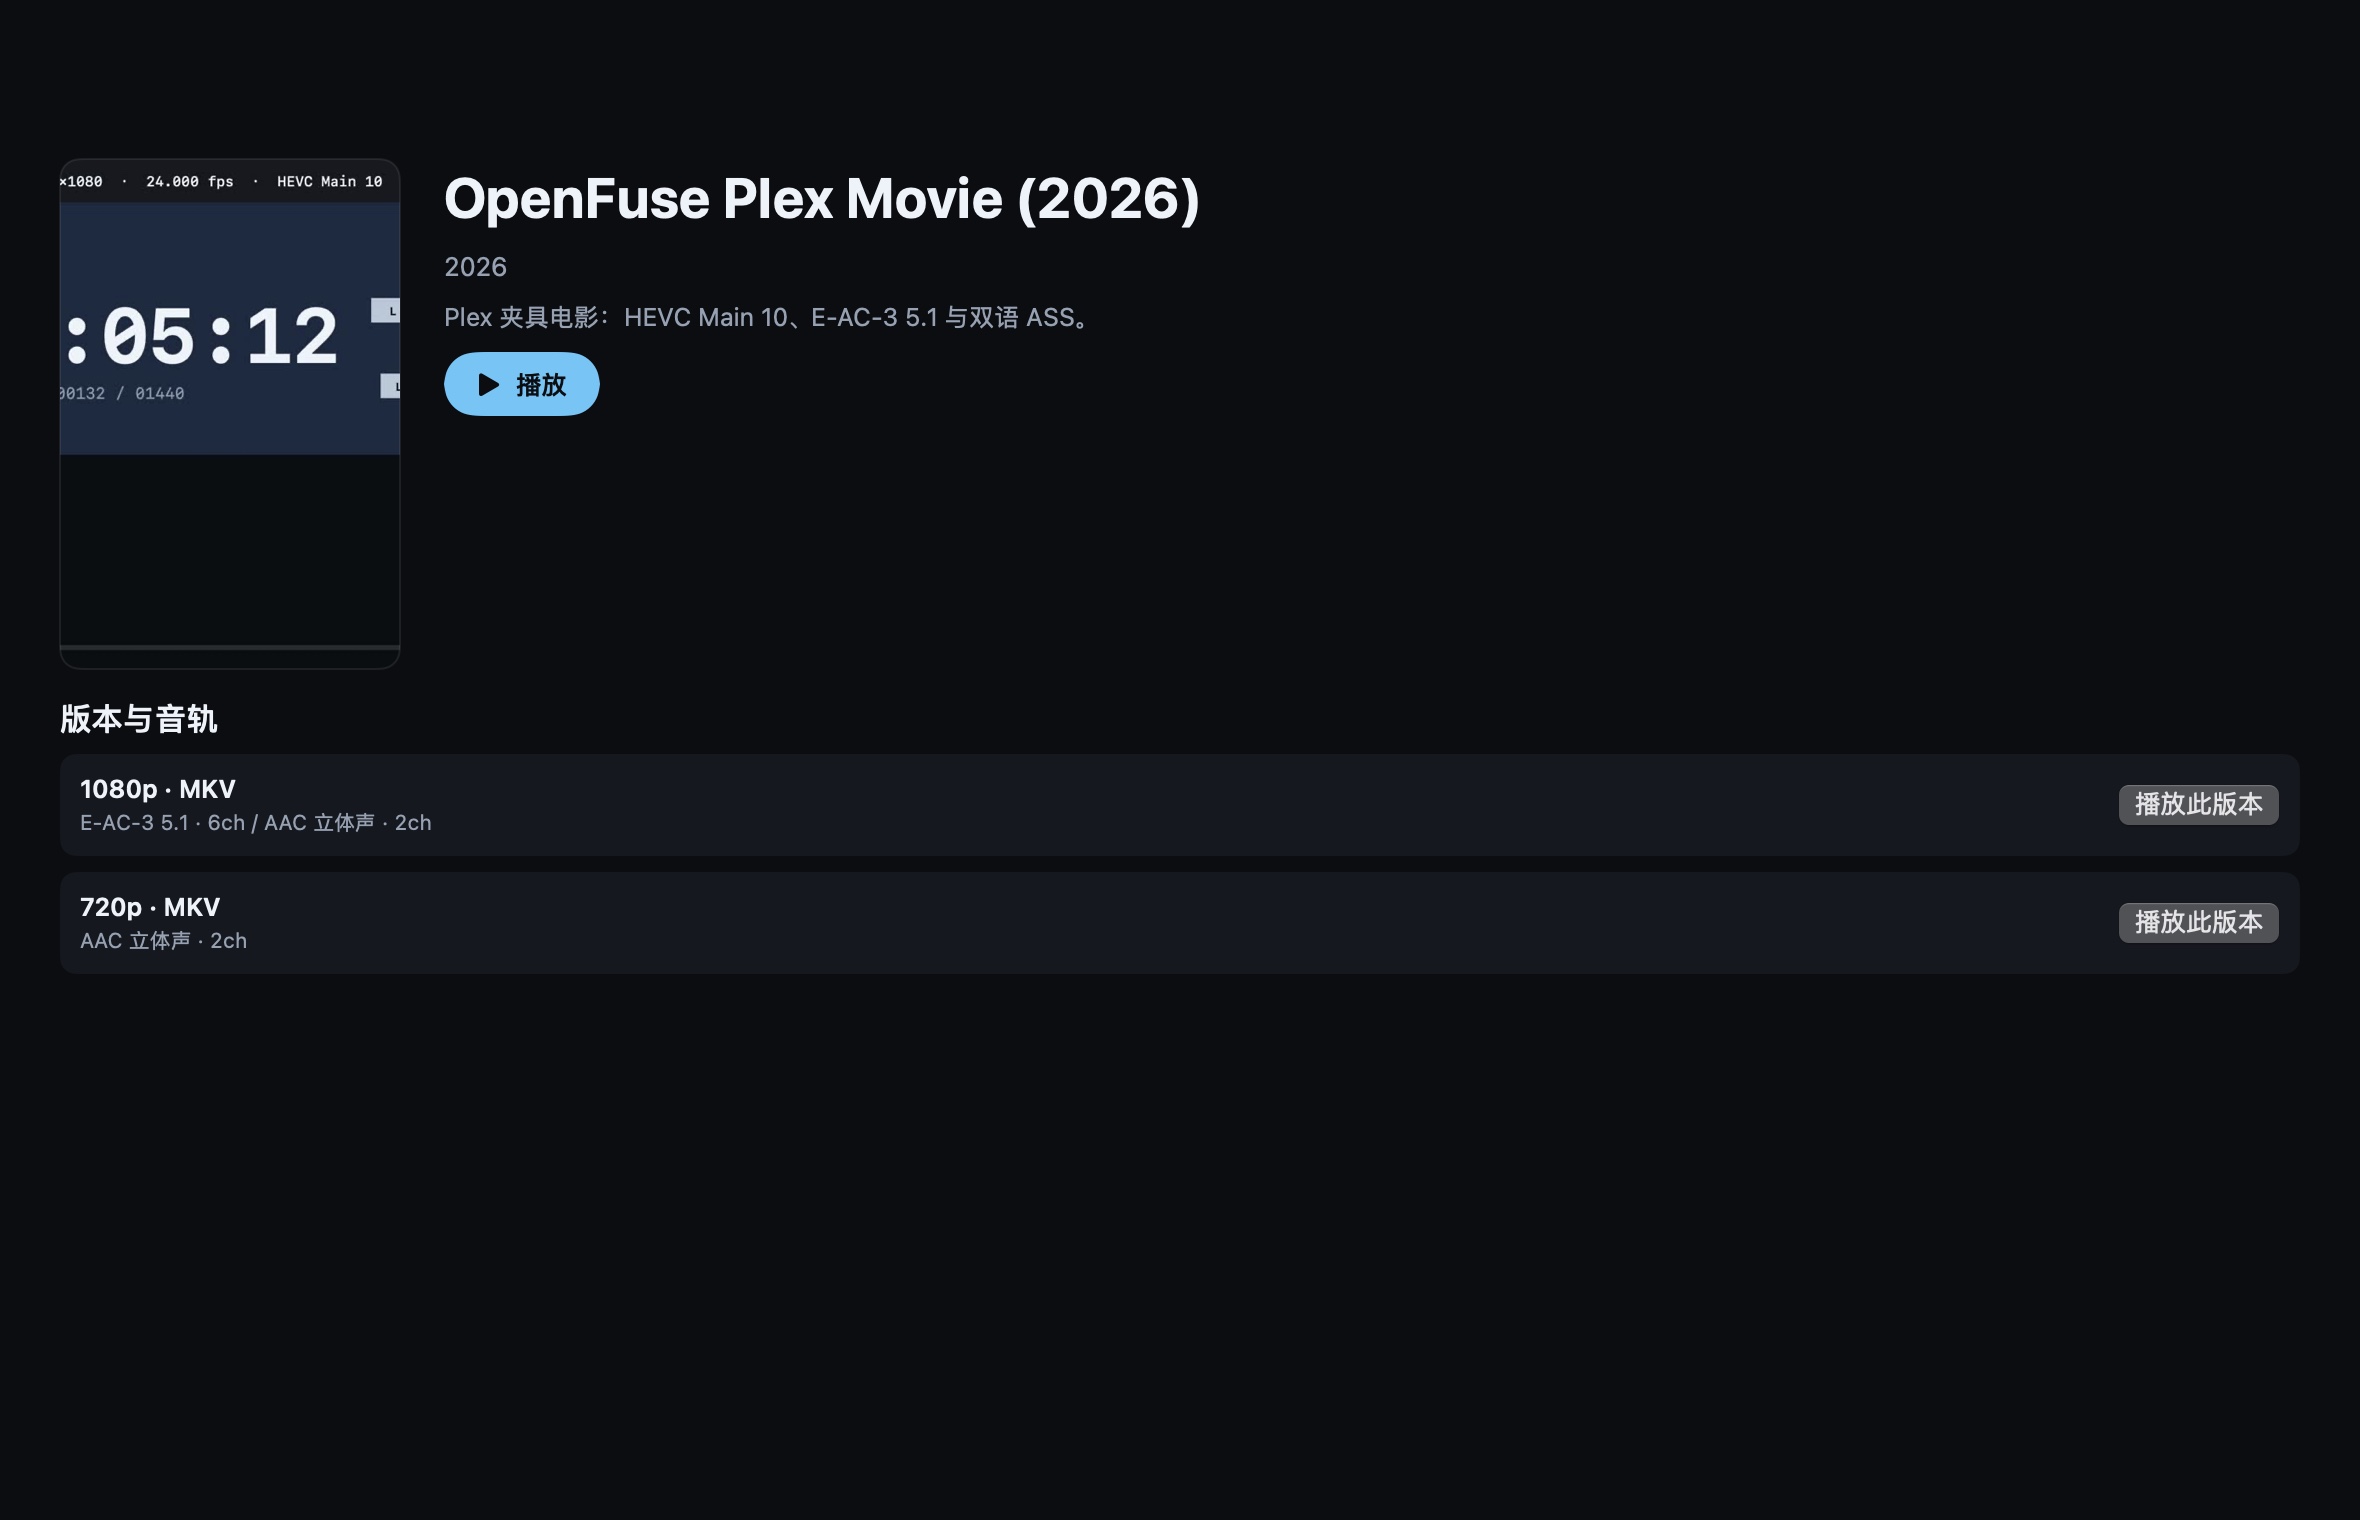 ×1080 · 24.000 fps · HEVC Main 10
:05:12
L
00132 / 01440
L
OpenFuse Plex Movie (2026)
2026
Plex 夹具电影：HEVC Main 10、E-AC-3 5.1 与双语 ASS。
播放
版本与音轨
1080p · MKV
E-AC-3 5.1 · 6ch / AAC 立体声 · 2ch
播放此版本
720p · MKV
AAC 立体声 · 2ch
播放此版本